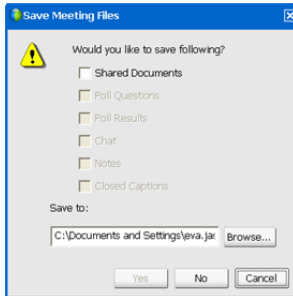 Save Meeting Files
Would you like to save following?
Shared Documents
Poll Questions
Poll Results
Chat
Notes
Closed Captions
Save to:
C:\Documents and Settings\eva.jas Browse...
Yes No Cancel